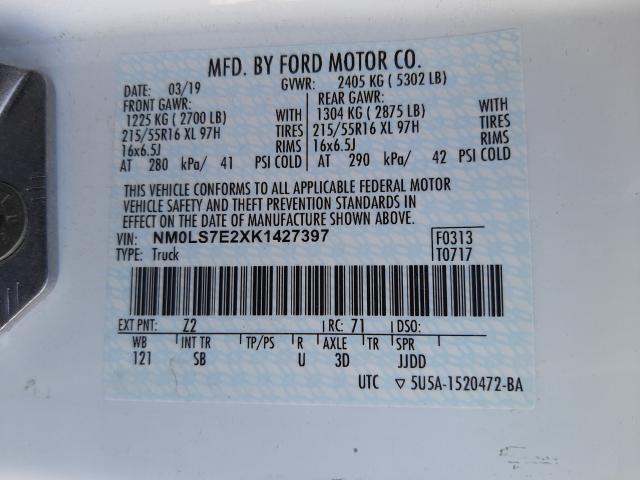 MFD. BY FORD MOTOR CO.
DATE: 03/19 GVWR: 2405 KG ( 5302 LB)
FRONT GAWR: REAR GAWR:
1225 KG ( 2700 LB) 1304 KG ( 2875 LB) WITH
215/55R16 XL 97H TIRES 215/55R16 XL 97H TIRES
16x6.5J RIMS 16x6.5J RIMS
AT 280 kPa/ 41 PSI COLD AT 290 kPa/ 42 PSI COLD
THIS VEHICLE CONFORMS TO ALL APPLICABLE FEDERAL MOTOR
VEHICLE SAFETY AND THEFT PREVENTION STANDARDS IN
EFFECT ON THE DATE OF MANUFACTURE SHOWN ABOVE.
VIN: NM0LS7E2XK1427397 F0313
TYPE: Truck T0717
EXT PNT: Z2 RC: 71 DSO:
WB INT TR TP/PS R AXLE TR SPR
121 SB U 3D JJDD
UTC ▽ 5U5A-1520472-BA